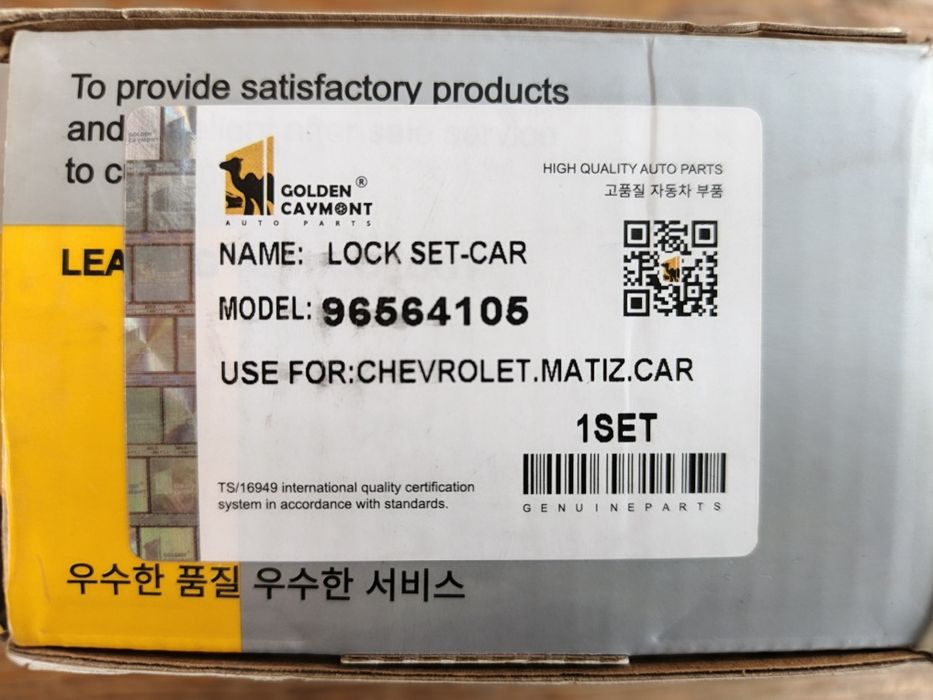 To provide satisfactory products
and
to c
GOLDEN ®
CAYMONT
AUTO PARTS
HIGH QUALITY AUTO PARTS
고품질 자동차 부품
NAME: LOCK SET-CAR
LEA
MODEL: 96564105
USE FOR:CHEVROLET.MATIZ.CAR
1SET
TS/16949 international quality certification
system in accordance with standards.
GENUINEPARTS
우수한 품질 우수한 서비스